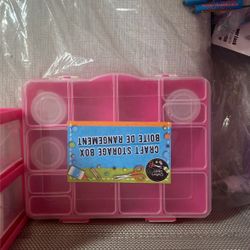 CRAFT STORAGE BOX
BOITE DE RANGEMENT